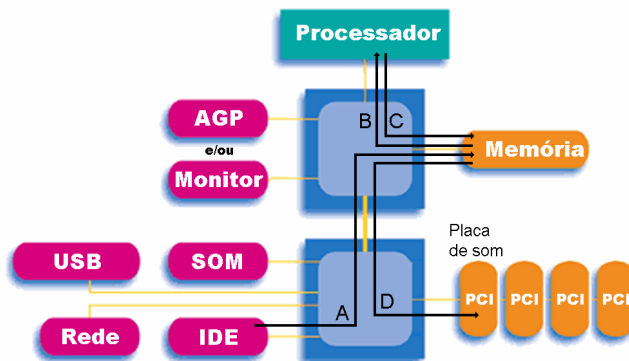 Processador
B C
AGP
e/ou
Monitor
Memória
Placa
de som
USB
SOM
A D
PCI PCI PCI PCI
Rede
IDE